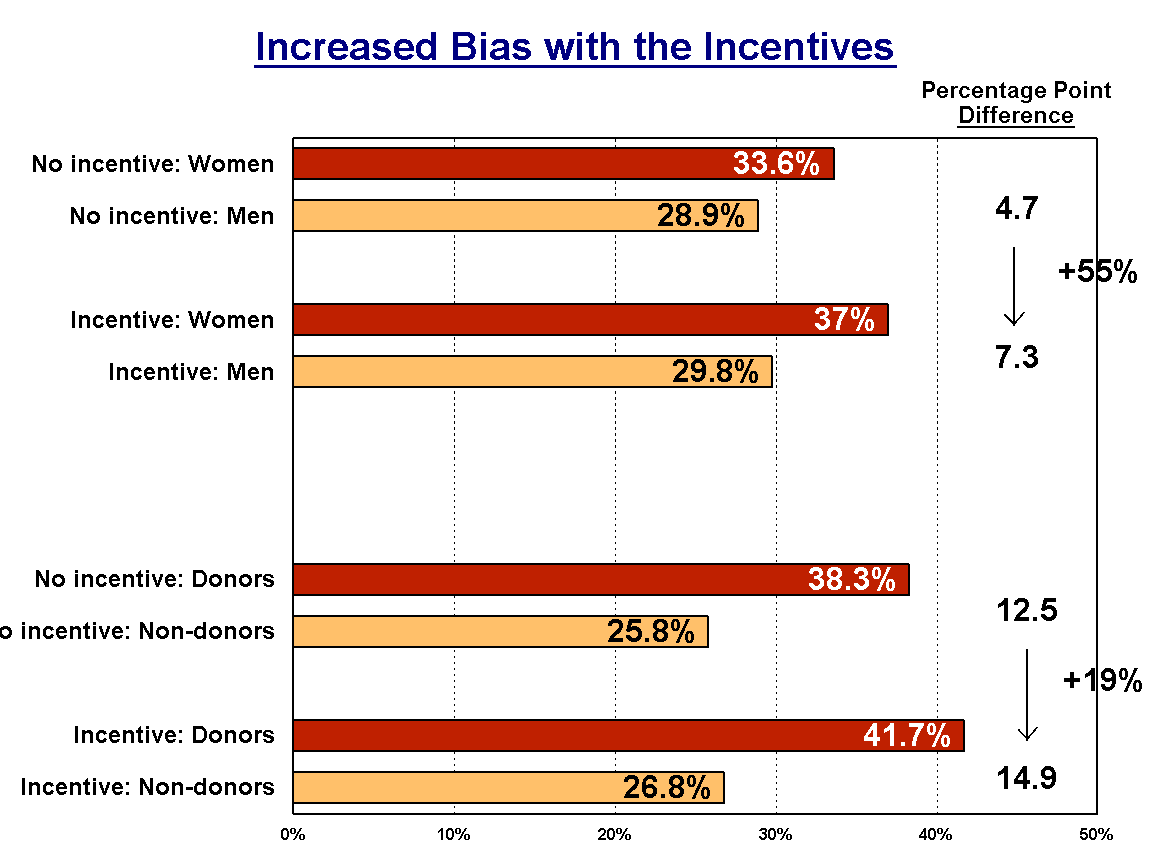 Increased Bias with the Incentives
Percentage Point
Difference
No incentive: Women
33.6%
No incentive: Men
28.9%
4.7
+55%
Incentive: Women
37%
7.3
Incentive: Men
29.8%
No incentive: Donors
38.3%
12.5
o incentive: Non-donors
25.8%
+19%
Incentive: Donors
41.7%
14.9
Incentive: Non-donors
26.8%
0% 10% 20% 30% 40% 50%